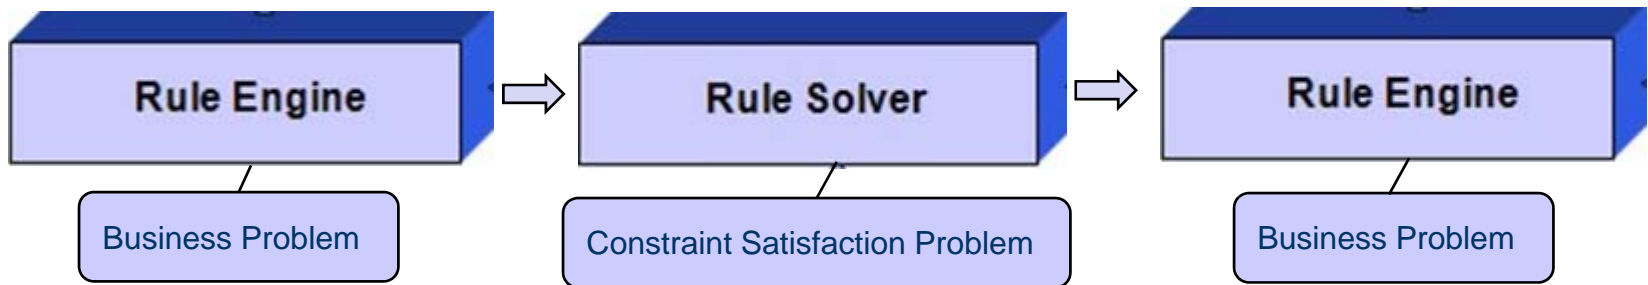 Rule Engine
Rule Solver
Rule Engine
Business Problem
Constraint Satisfaction Problem
Business Problem